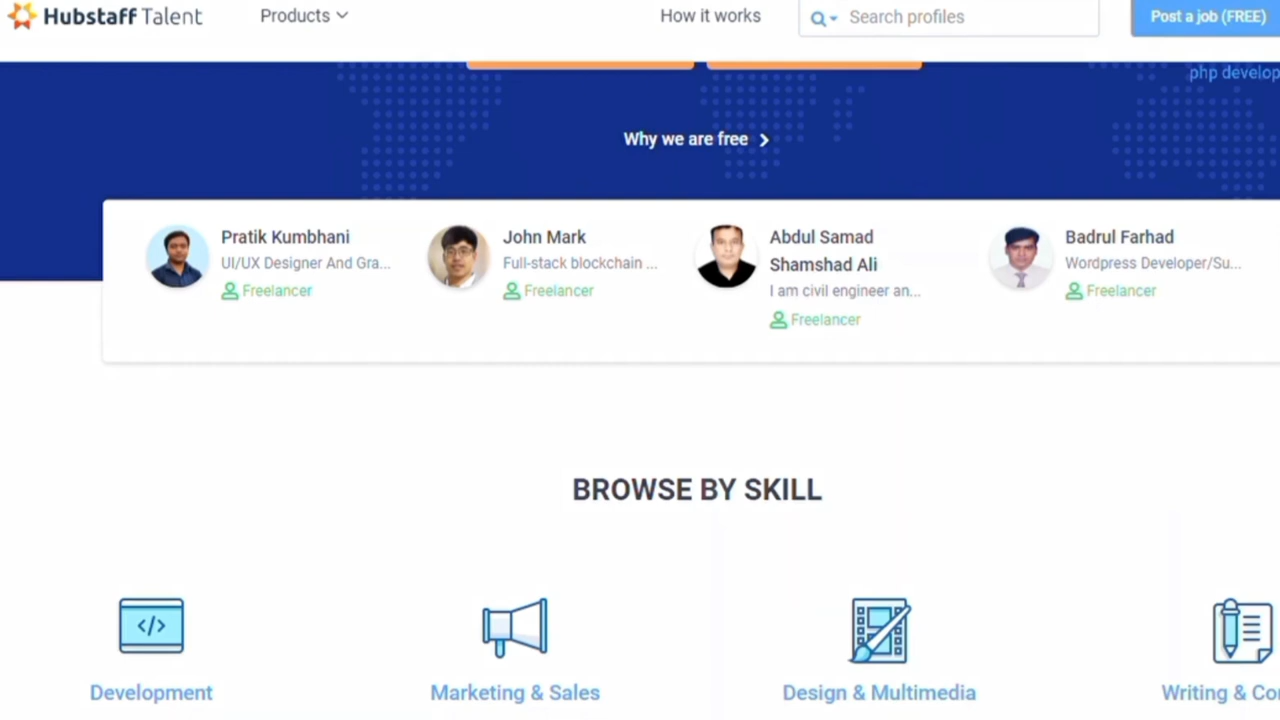 Hubstaff Talent
Products
How it works
Search profiles
Post a job (FREE)
php develop
Why we are free
Pratik Kumbhani
UI/UX Designer And Gra...
Freelancer
John Mark
Full-stack blockchain ...
Freelancer
Abdul Samad
Shamshad Ali
I am civil engineer an...
Freelancer
Badrul Farhad
Wordpress Developer/Su...
Freelancer
BROWSE BY SKILL
</>
Development
Marketing & Sales
Design & Multimedia
Writing & Con